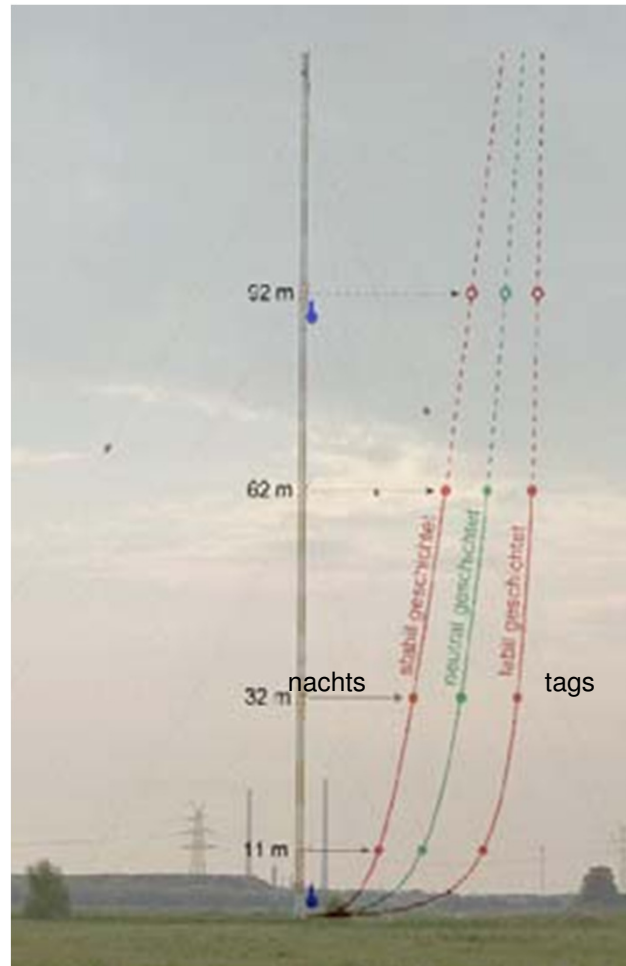 92 m
62 m
stabil geschichtet
neutral geschichtet
labil geschichtet
nachts
tags
32 m
11 m